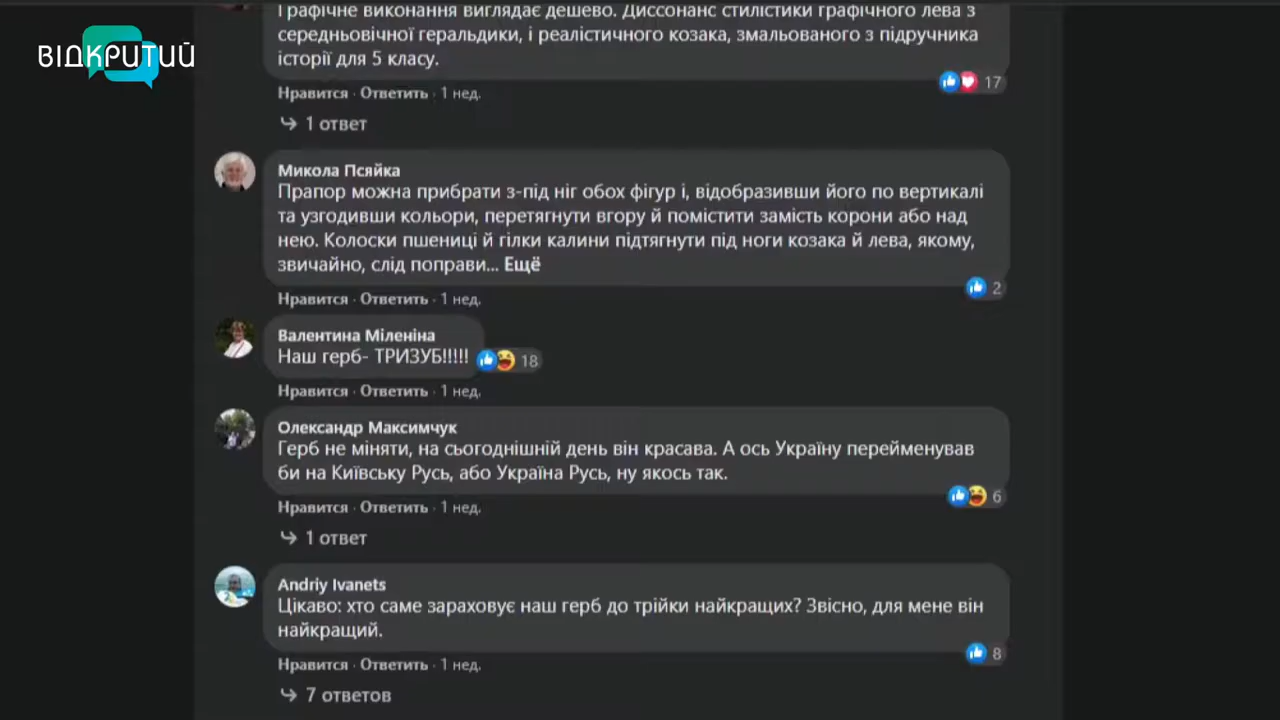 ВІДКРИТИЙ
Графічне виконання виглядає дешево. Диссонанс стилістики графічного лева з
середньовічної геральдики, і реалістичного козака, змальованого з підручника
історії для 5 класу.
17
Нравится · Ответить · 1 нед.
1 ответ
Микола Псяйка
Прапор можна прибрати з-під ніг обох фігур і, відобразивши його по вертикалі
та узгодивши кольори, перетягнути вгору й помістити замість корони або над
нею. Колоски пшениці й гілки калини підтягнути під ноги козака й лева, якому,
звичайно, слід поправи... Ещё
2
Нравится · Ответить · 1 нед.
Валентина Міленіна
Наш герб- ТРИЗУБ!!!!!
18
Нравится · Ответить · 1 нед.
Олександр Максимчук
Герб не міняти, на сьогоднішній день він красава. А ось Україну перейменував
би на Київську Русь, або Україна Русь, ну якось так.
6
Нравится · Ответить · 1 нед.
1 ответ
Andriy Ivanets
Цікаво: хто саме зараховує наш герб до трійки найкращих? Звісно, для мене він
найкращий.
8
Нравится · Ответить · 1 нед.
7 ответов